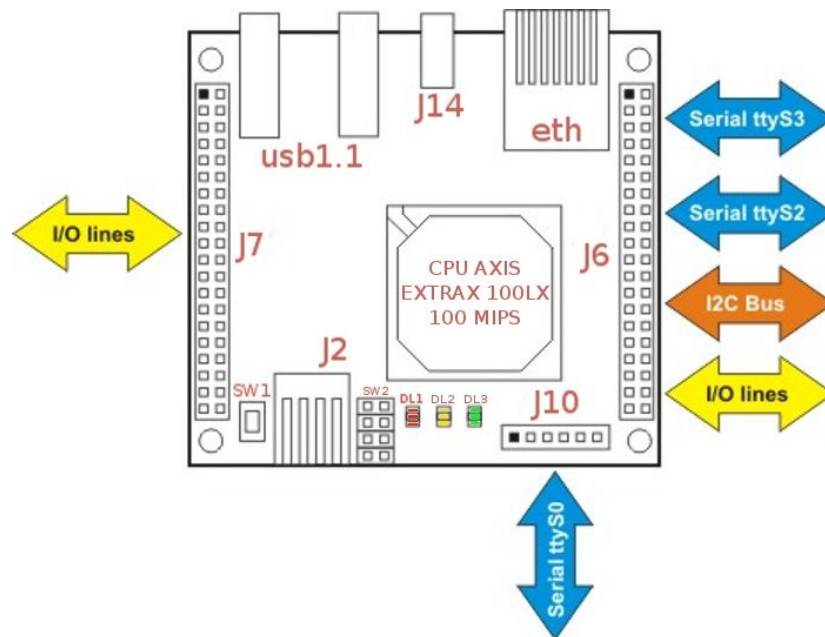 J14
eth
usb1.1
Serial ttyS3
Serial ttyS2
I/O lines
J7
J6
CPU AXIS
EXTRAX 100LX
100 MIPS
I2C Bus
J2
SW1
SW2
DL1
DL2
DL3
J10
I/O lines
Serial ttyS0